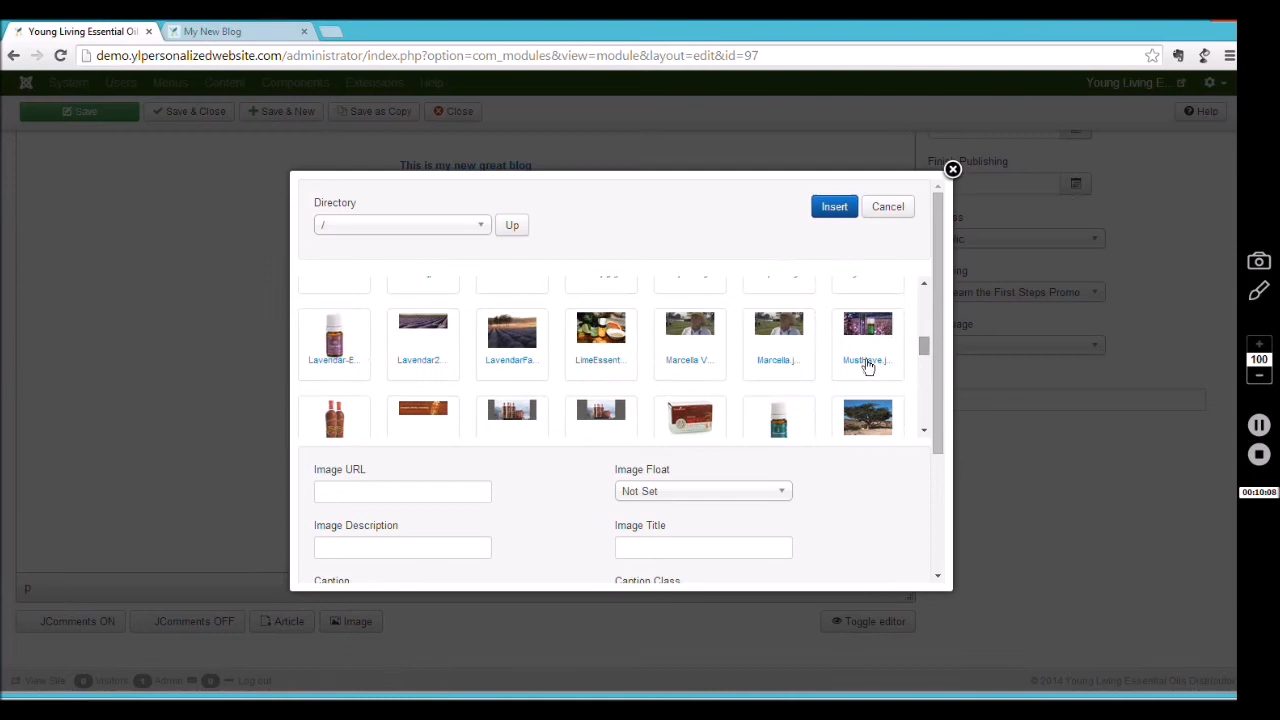 Young Living Essential Oils
My New Blog
demo.ylpersonalizedwebsite.com/administrator/index.php?option=com_modules&view=module&layout=edit&id=97
System Users Menus Content Components Extensions Help
Young Living E...
Save
Save & Close
Save & New
Save as Copy
Close
Help
This is my new great blog
Finish Publishing
Directory
/
Up
Insert
Cancel
Lavendar-E...
Lavendar2...
LavendarFa...
LimeEssent...
Marcella V...
Marcella.j...
MustHave.j...
earn the First Steps Promo
Image URL
Image Float
Not Set
Image Description
Image Title
Caption
Caption Class
p
JComments ON
JComments OFF
Article
Image
Toggle editor
View Site
0
Visitors
1
Admin
0
Log out
© 2014 Young Living Essential Oils Distributor
100
00:10:08